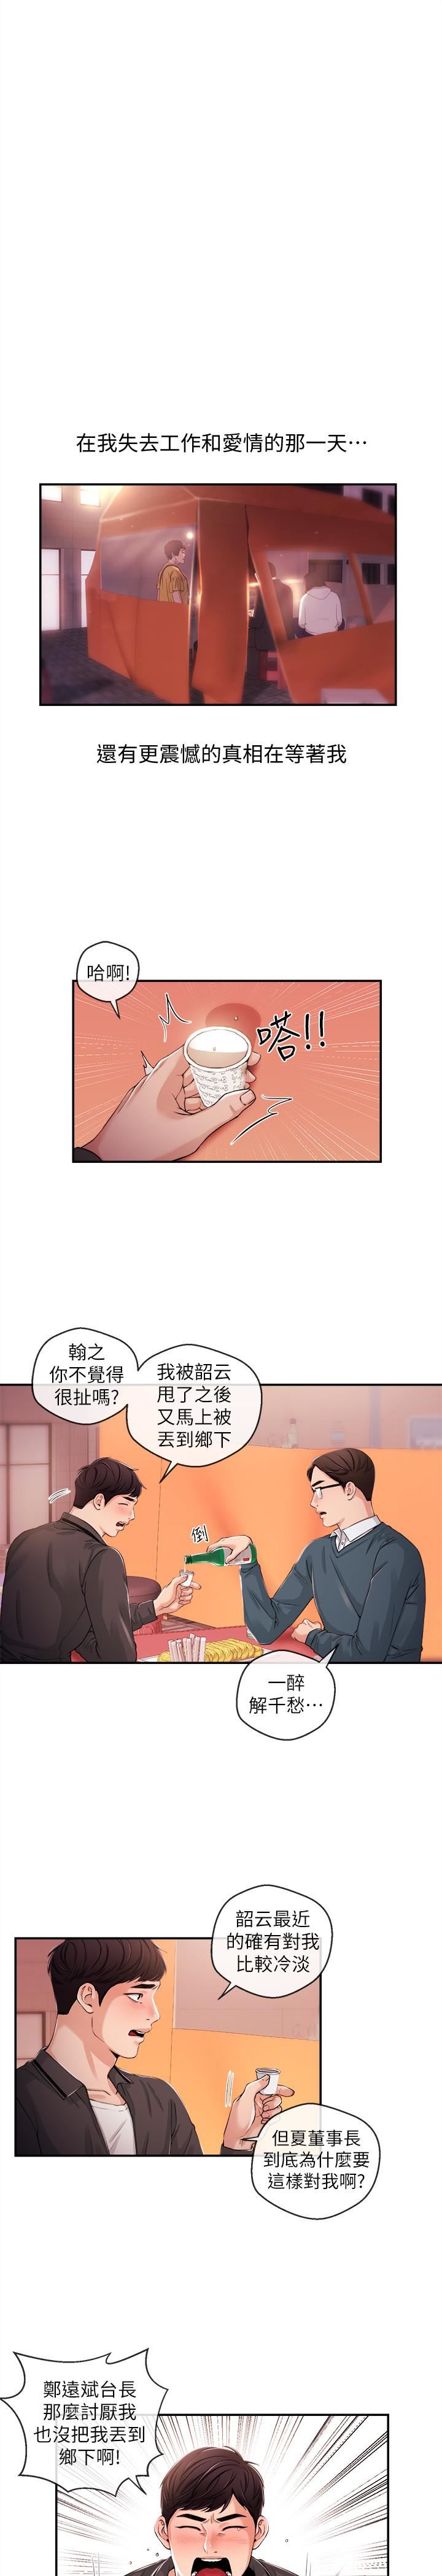 在我失去工作和愛情的那一天⋯
還有更震憾的真相在等著我
哈啊!
嗒!!
翰之
你不覺得
很扯嗎?
我被韶云
甩了之後
又馬上被
丟到鄉下
倒
一醉
解千愁⋯
韶云最近
的確有對我
比較冷淡
但夏董事長
到底為什麼要
這樣對我啊?
鄭遠斌台長
那麼討厭我
也沒把我丟到
鄉下啊!